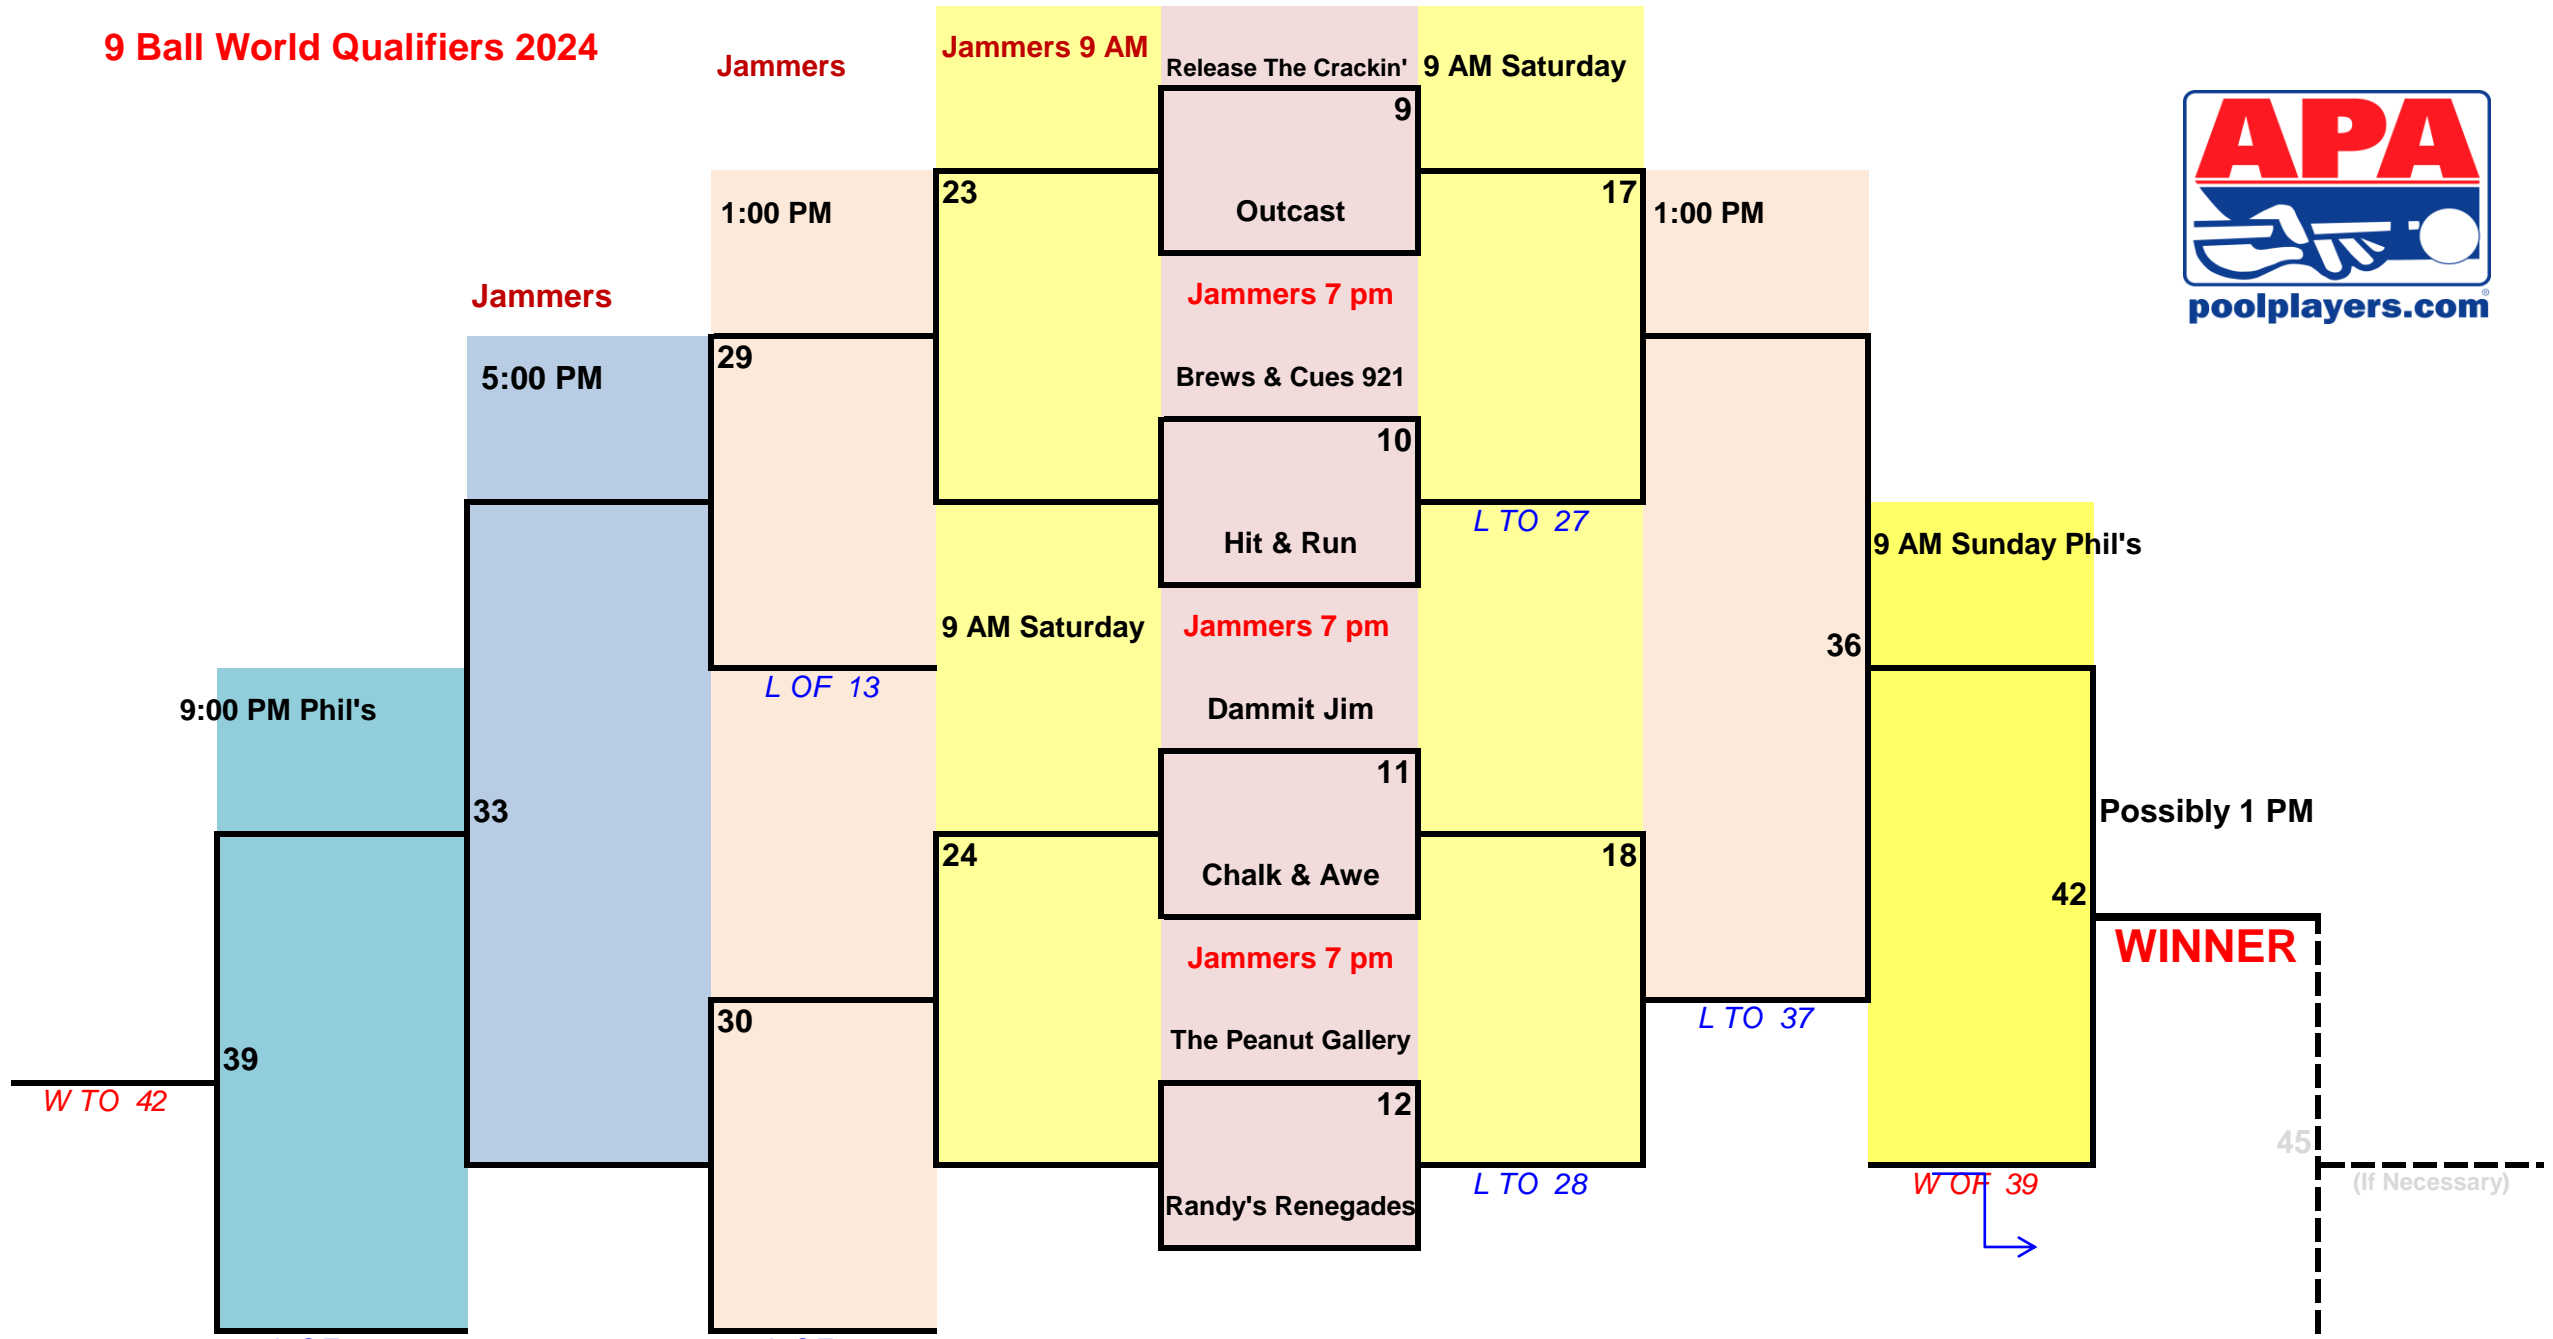 9 Ball World Qualifiers 2024
Jammers
Jammers 9 AM
Release The Crackin'
9 AM Saturday
9
APA
poolplayers.com
®
1:00 PM
23
Outcast
17
1:00 PM
Jammers
Jammers 7 pm
5:00 PM
29
Brews & Cues 921
10
L TO 27
Hit & Run
9 AM Sunday Phil's
9 AM Saturday
Jammers 7 pm
36
L OF 13
9:00 PM Phil's
Dammit Jim
11
33
Possibly 1 PM
24
Chalk & Awe
18
42
WINNER
Jammers 7 pm
30
The Peanut Gallery
L TO 37
39
W TO 42
12
45
L TO 28
W OF 39
(If Necessary)
Randy's Renegades